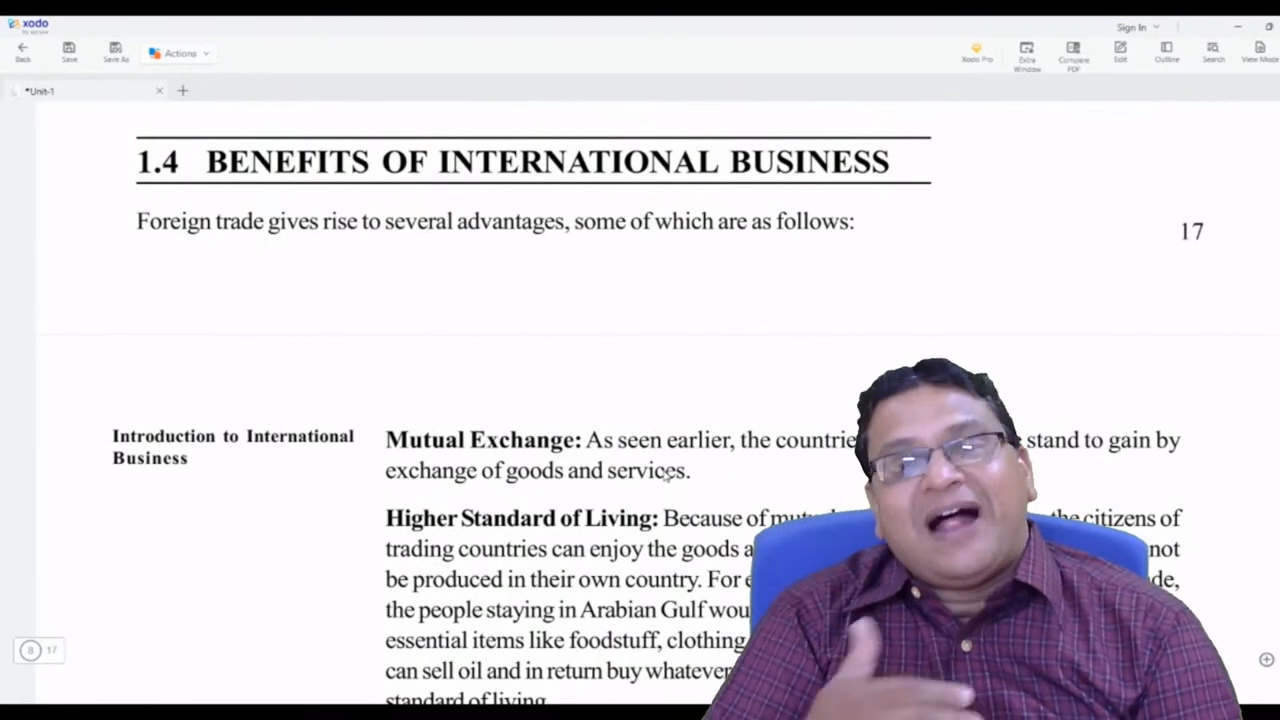 xodo
Sign In
Back
Save
Save As
Actions
Xodo Pro
Extra Window
Compare PDF
Edit
Outline
Search
View Mode
*Unit-1
1.4 BENEFITS OF INTERNATIONAL BUSINESS
Foreign trade gives rise to several advantages, some of which are as follows:
17
Introduction to International
Business
Mutual Exchange: As seen earlier, the countrie stand to gain by
exchange of goods and services.
Higher Standard of Living: Because of the citizens of
trading countries can enjoy the goods not
be produced in their own country. For
the people staying in Arabian Gulf
essential items like foodstuff, clothing
can sell oil and in return buy whatever
standard of living.
8 17